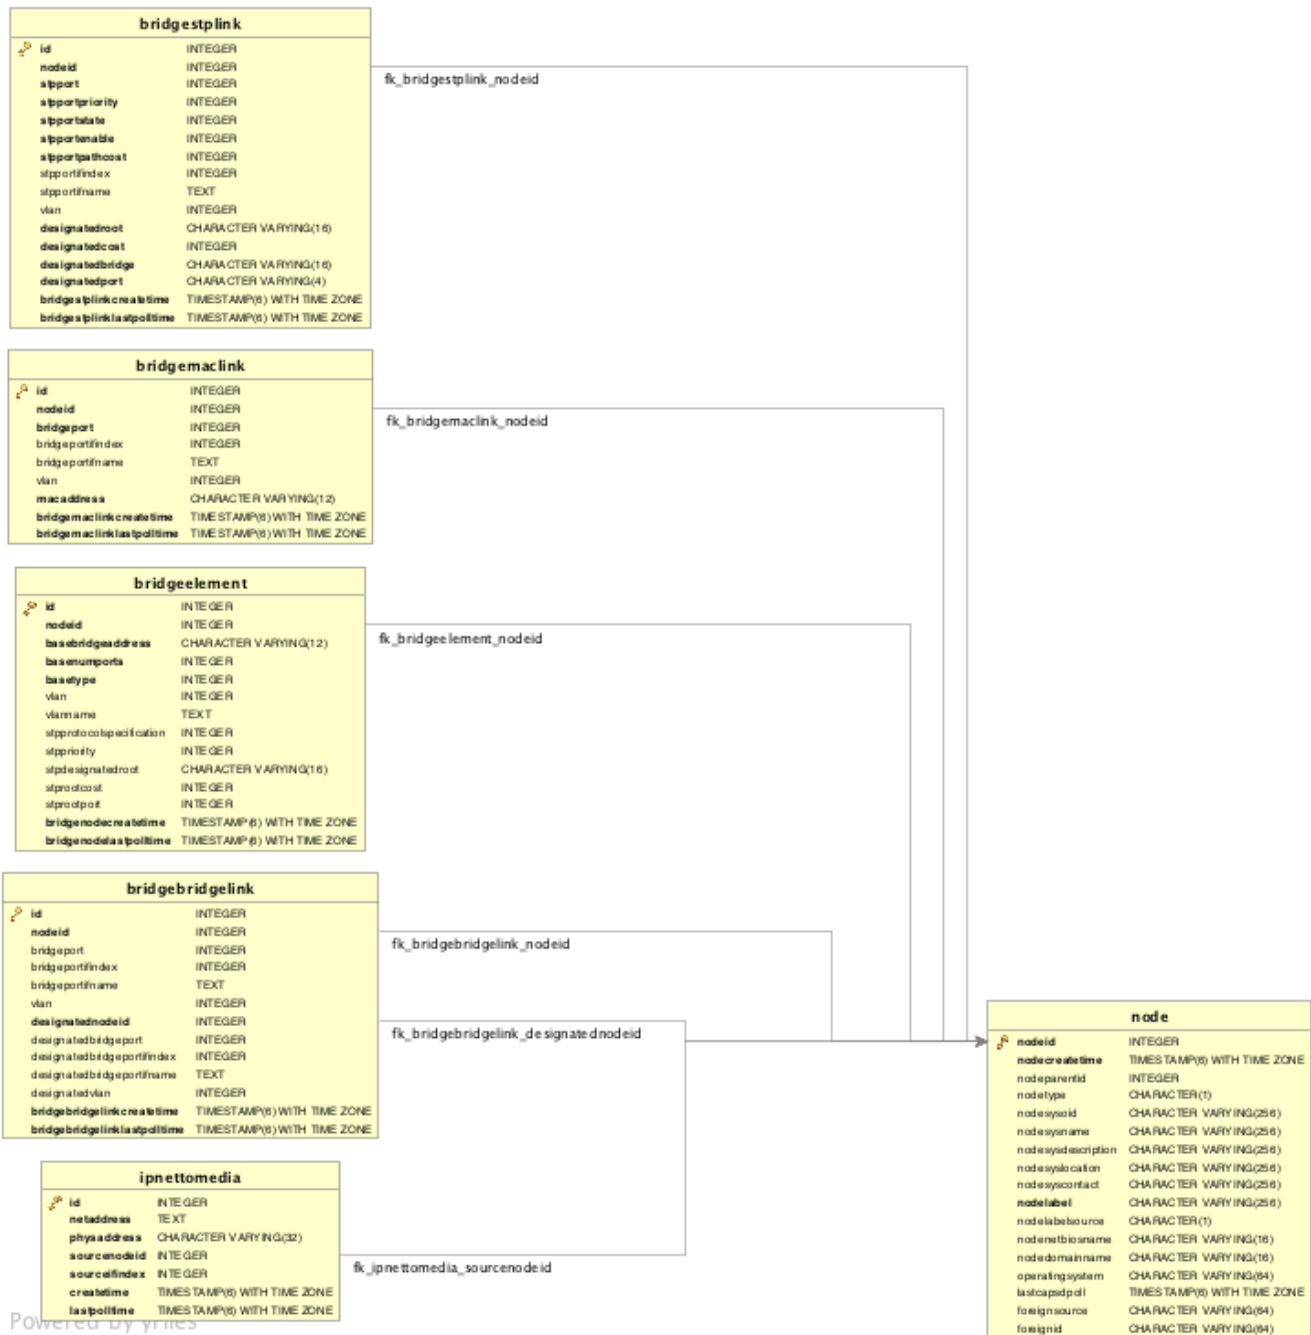 bridgestplink
id INTEGER
nodeid INTEGER
stpport INTEGER
stpportpriority INTEGER
stpportstate INTEGER
stpportenable INTEGER
stpportpathcost INTEGER
stpportifindex INTEGER
stpportifname TEXT
vlan INTEGER
designatedroot CHARACTER VARYING(16)
designatedcost INTEGER
designatedbridge CHARACTER VARYING(16)
designatedport CHARACTER VARYING(4)
bridgestplinkcreatetime TIMESTAMP(6) WITH TIME ZONE
bridgestplinklastpolltime TIMESTAMP(6) WITH TIME ZONE
fk_bridgestplink_nodeid
bridgemaclink
id INTEGER
nodeid INTEGER
bridgeport INTEGER
bridgeportifindex INTEGER
bridgeportifname TEXT
vlan INTEGER
macaddress CHARACTER VARYING(12)
bridgemaclinkcreatetime TIMESTAMP(6) WITH TIME ZONE
bridgemaclinklastpolltime TIMESTAMP(6) WITH TIME ZONE
fk_bridgemaclink_nodeid
bridgeelement
id INTEGER
nodeid INTEGER
basebridgeaddress CHARACTER VARYING(12)
basenumports INTEGER
basetype INTEGER
vlan INTEGER
vlanname TEXT
stpprotocolspecification INTEGER
stppriority INTEGER
stpdesignatedroot CHARACTER VARYING(16)
stprootcost INTEGER
stprootport INTEGER
bridgenodecreatetime TIMESTAMP(6) WITH TIME ZONE
bridgenodelastpolltime TIMESTAMP(6) WITH TIME ZONE
fk_bridgeelement_nodeid
bridgebridgelink
id INTEGER
nodeid INTEGER
bridgeport INTEGER
bridgeportifindex INTEGER
bridgeportifname TEXT
vlan INTEGER
designatednodeid INTEGER
designatedbridgeport INTEGER
designatedbridgeportifindex INTEGER
designatedbridgeportifname TEXT
designatedvlan INTEGER
bridgebridgelinkcreatetime TIMESTAMP(6) WITH TIME ZONE
bridgebridgelinklastpolltime TIMESTAMP(6) WITH TIME ZONE
fk_bridgebridgelink_nodeid
fk_bridgebridgelink_designatednodeid
ipnettomedia
id INTEGER
netaddress TEXT
physaddress CHARACTER VARYING(32)
sourcenodeid INTEGER
sourceifindex INTEGER
createtime TIMESTAMP(6) WITH TIME ZONE
lastpolltime TIMESTAMP(6) WITH TIME ZONE
fk_ipnettomedia_sourcenodeid
node
nodeid INTEGER
nodecreatetime TIMESTAMP(6) WITH TIME ZONE
nodeparentid INTEGER
nodetype CHARACTER(1)
nodesysoid CHARACTER VARYING(256)
nodesysname CHARACTER VARYING(256)
nodesysdescription CHARACTER VARYING(256)
nodesyslocation CHARACTER VARYING(256)
nodesyscontact CHARACTER VARYING(256)
nodelabel CHARACTER VARYING(256)
nodelabelsource CHARACTER(1)
nodenetbiosname CHARACTER VARYING(16)
nodedomainname CHARACTER VARYING(16)
operatingsystem CHARACTER VARYING(64)
lastcapsdpoll TIMESTAMP(6) WITH TIME ZONE
foreignsource CHARACTER VARYING(64)
foreignid CHARACTER VARYING(64)
Powered by yFiles